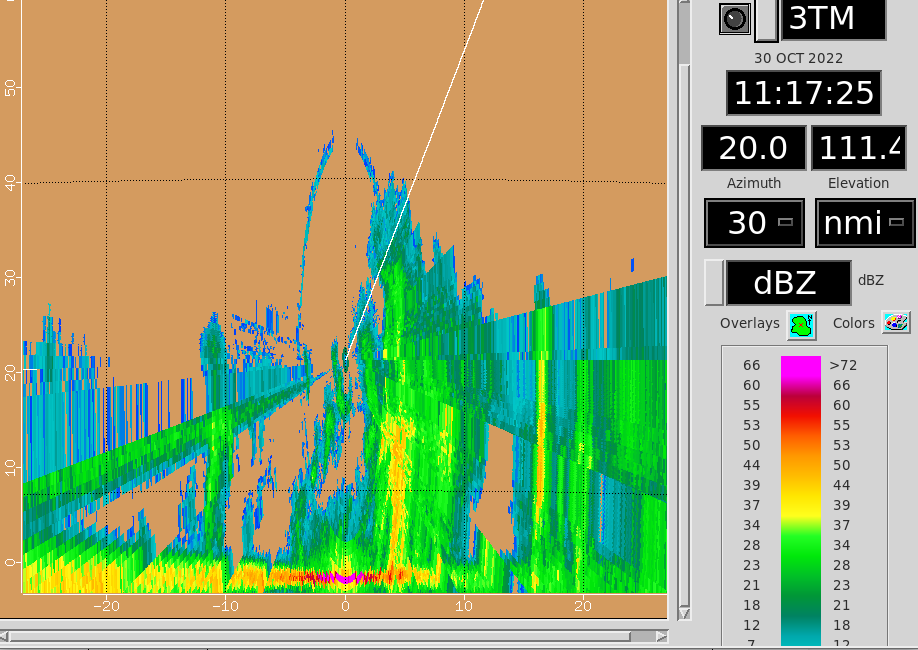 3TM
30 OCT 2022
11:17:25
20.0
111.4
Azimuth
Elevation
30
nmi
dBZ
dBZ
Overlays
Colors
66 >72
60 66
55 60
53 55
50 53
44 50
39 44
37 39
34 37
28 34
23 28
21 23
18 21
12 18
7 12
50
40
30
20
10
0
-20 -10 0 10 20